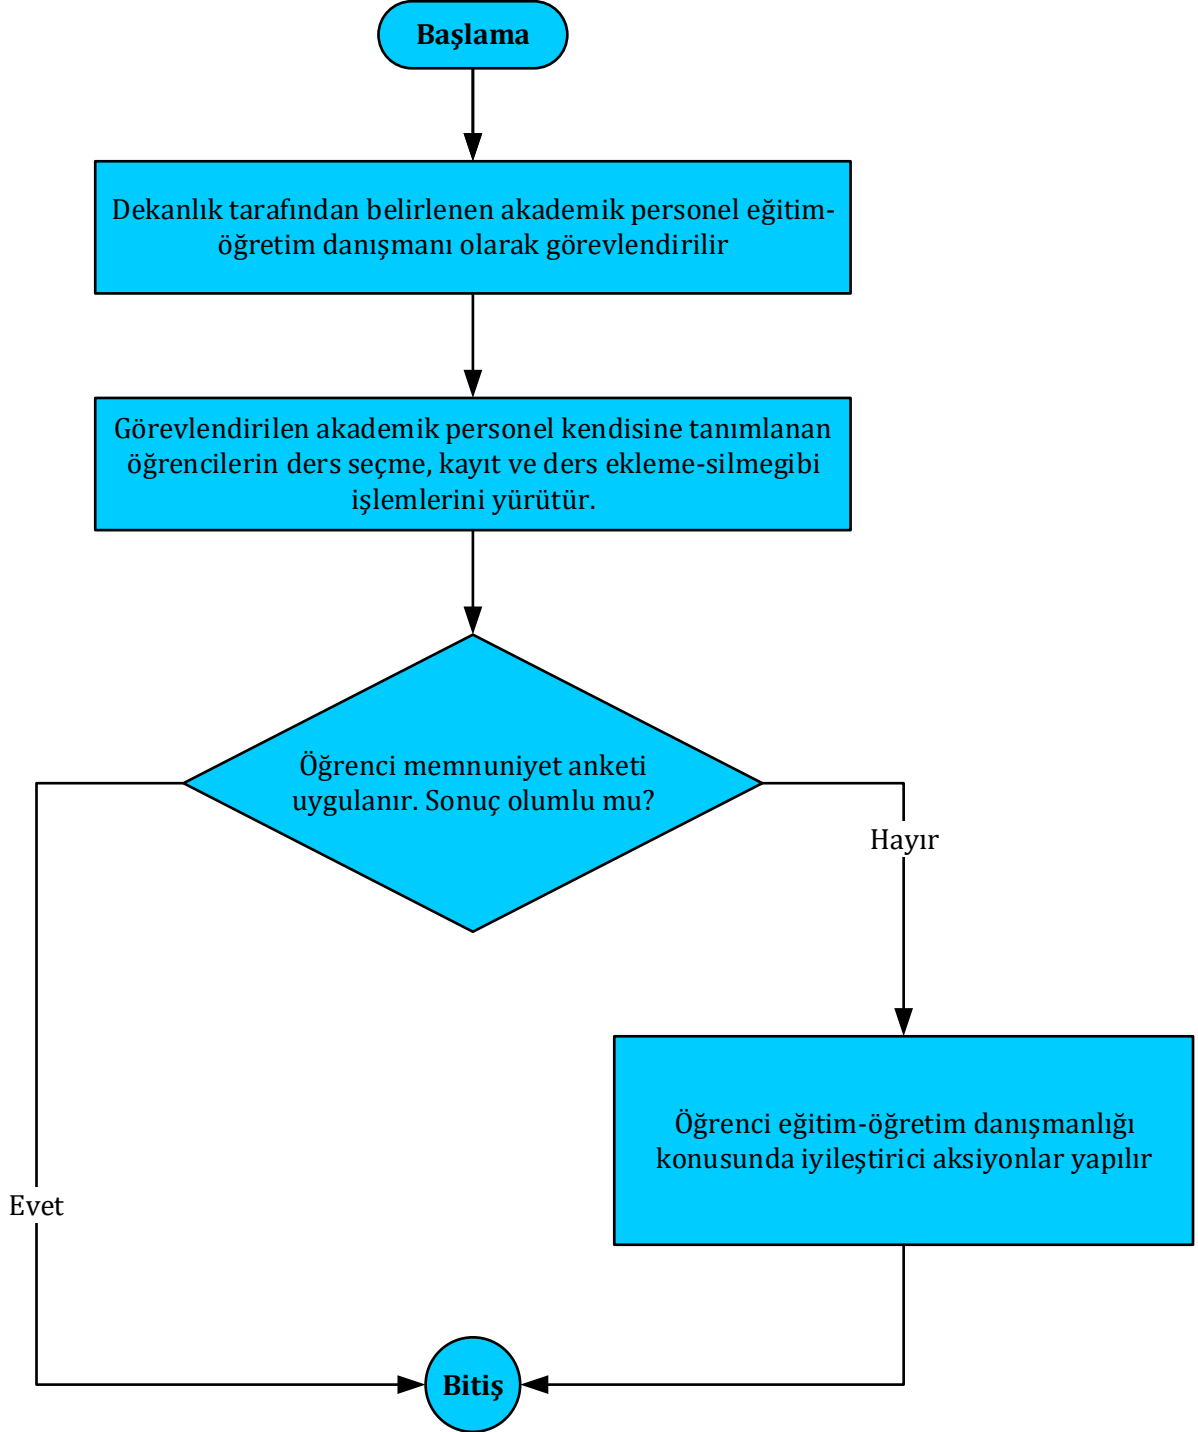 Başlama
Dekanlık tarafından belirlenen akademik personel eğitim-
öğretim danışmanı olarak görevlendirilir
Görevlendirilen akademik personel kendisine tanımlanan
öğrencilerin ders seçme, kayıt ve ders ekleme-silmegibi
işlemlerini yürütür.
Öğrenci memnuniyet anketi
uygulanır. Sonuç olumlu mu?
Hayır
Öğrenci eğitim-öğretim danışmanlığı
konusunda iyileştirici aksiyonlar yapılır
Evet
Bitiş